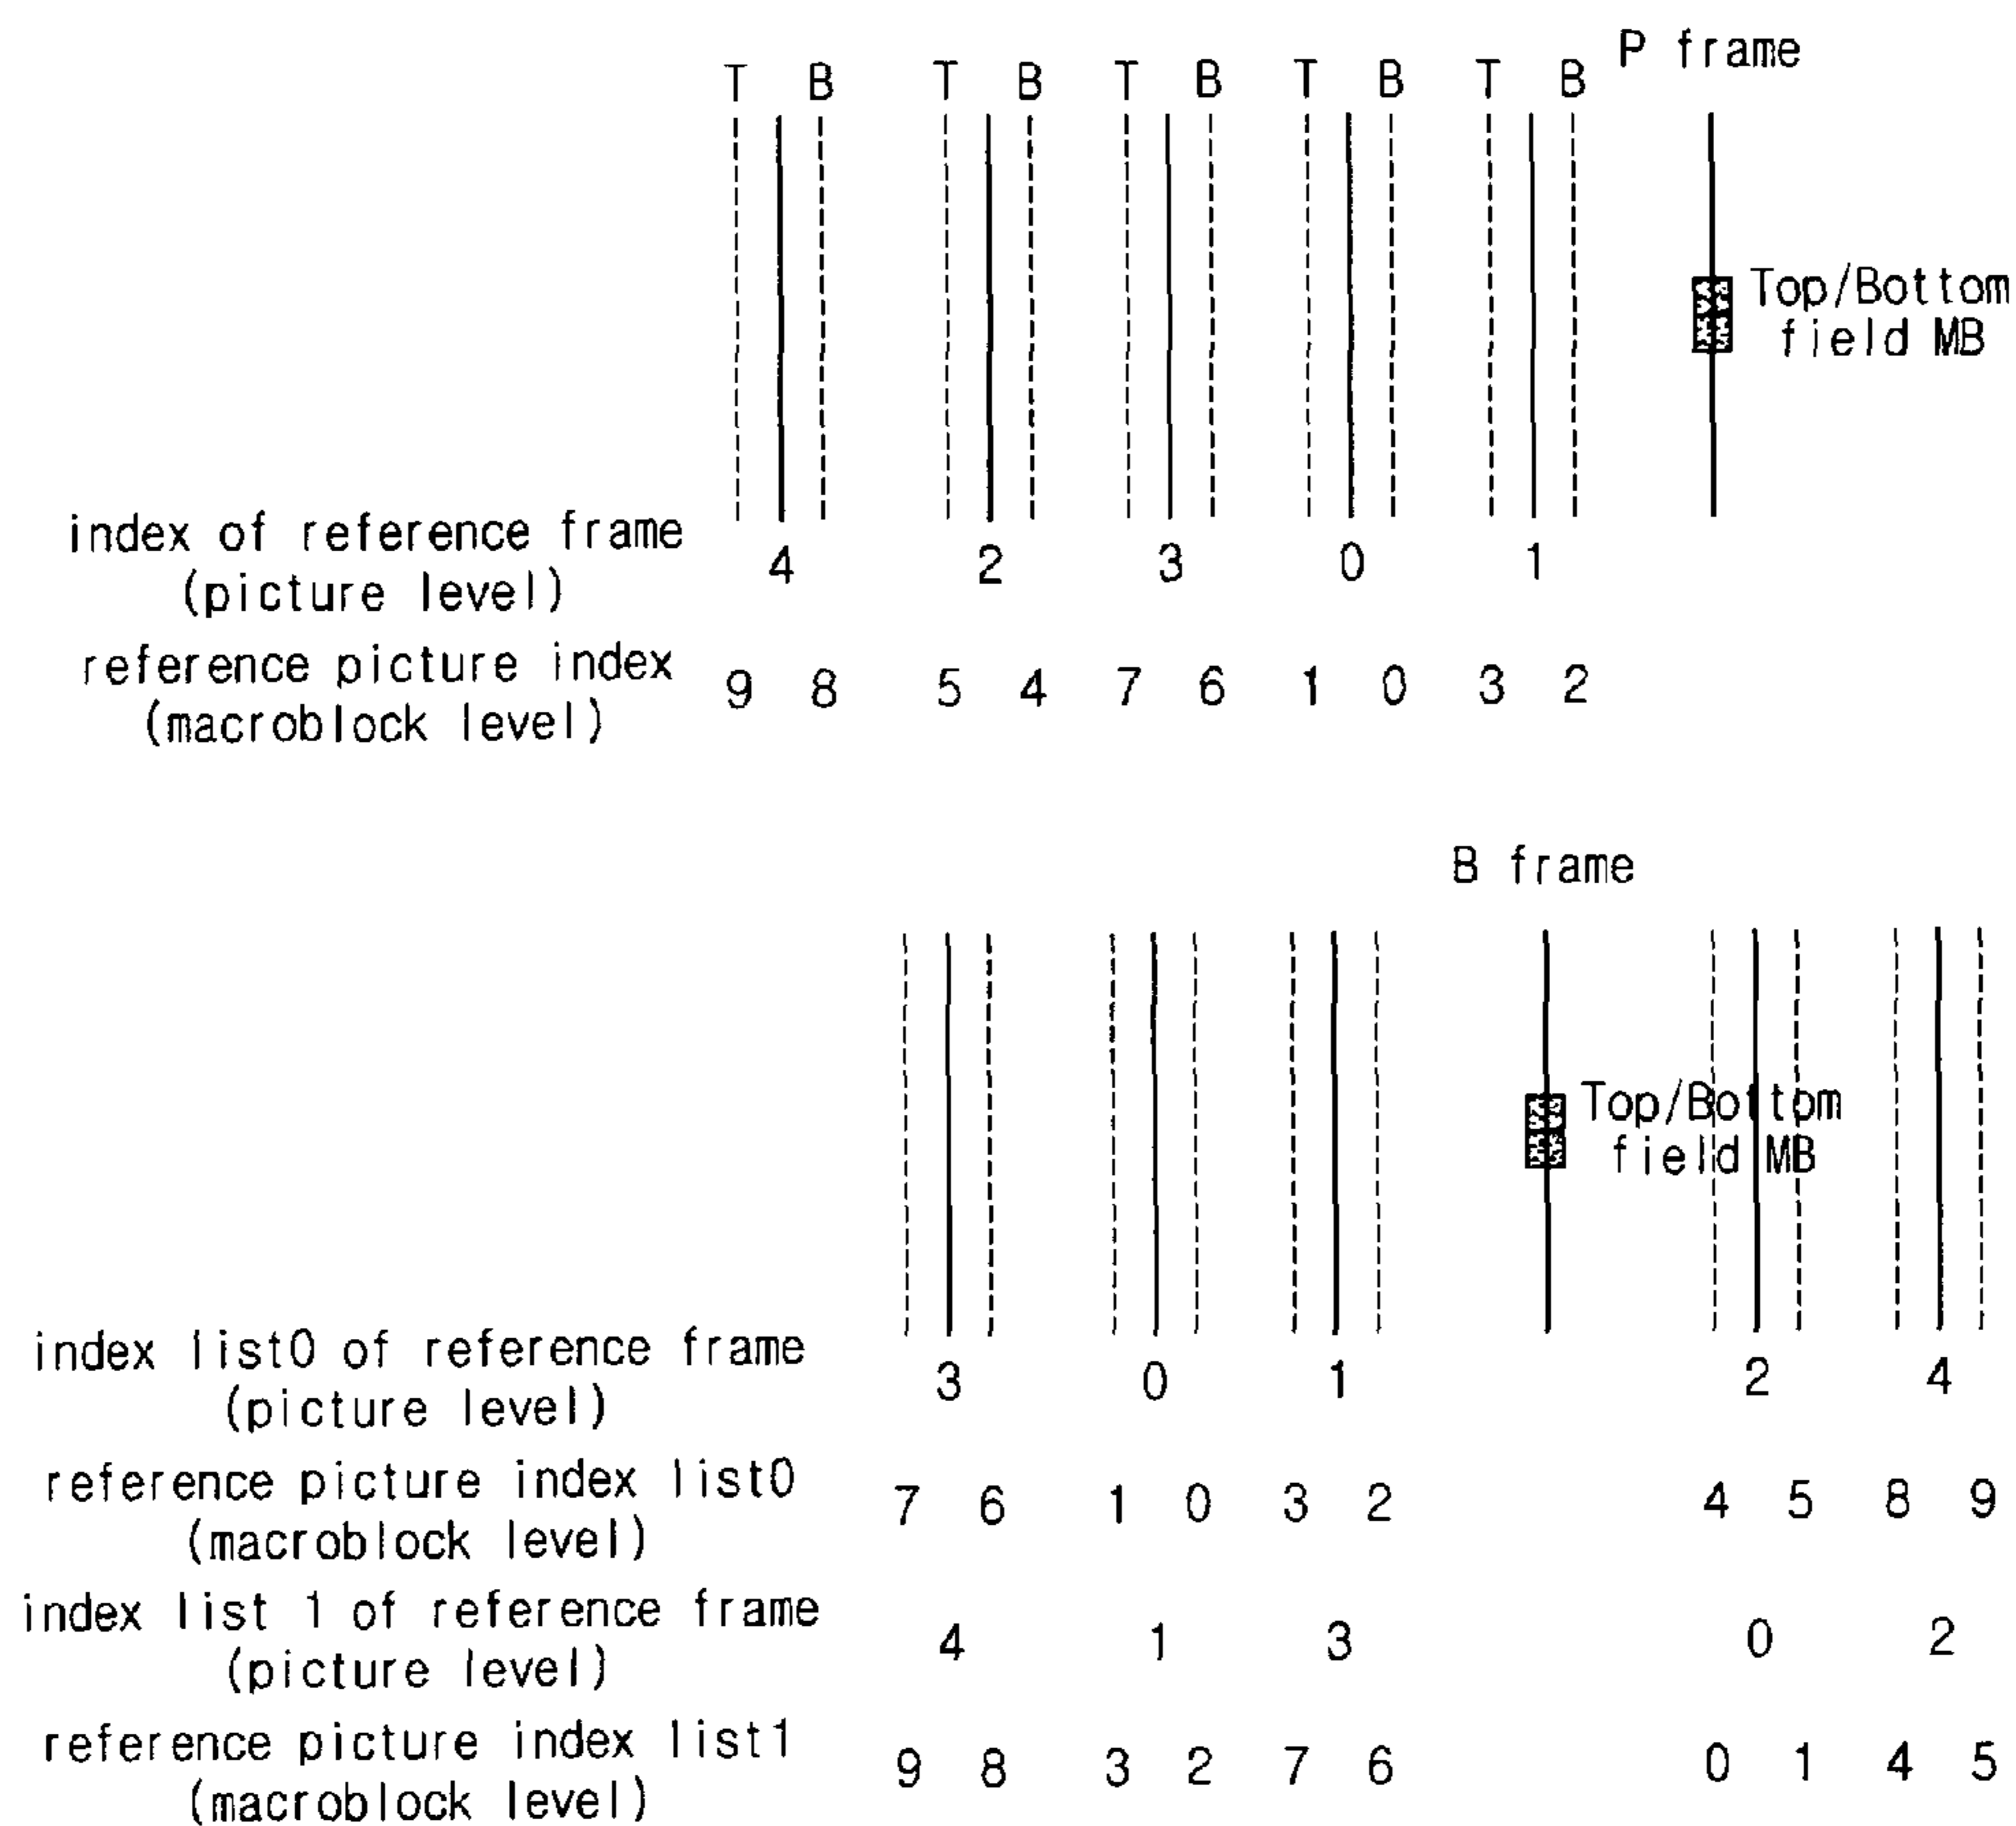 P frame
T B T B T B T B T B
Top/Bottom
field MB
index of reference frame
(picture level)
4 2 3 0 1
reference picture index
(macroblock level)
9 8 5 4 7 6 1 0 3 2
B frame
Top/Bottom
field MB
index list0 of reference frame
(picture level)
3 0 1 2 4
reference picture index list0
(macroblock level)
7 6 1 0 3 2 4 5 8 9
index list 1 of reference frame
(picture level)
4 1 3 0 2
reference picture index list1
(macroblock level)
9 8 3 2 7 6 0 1 4 5